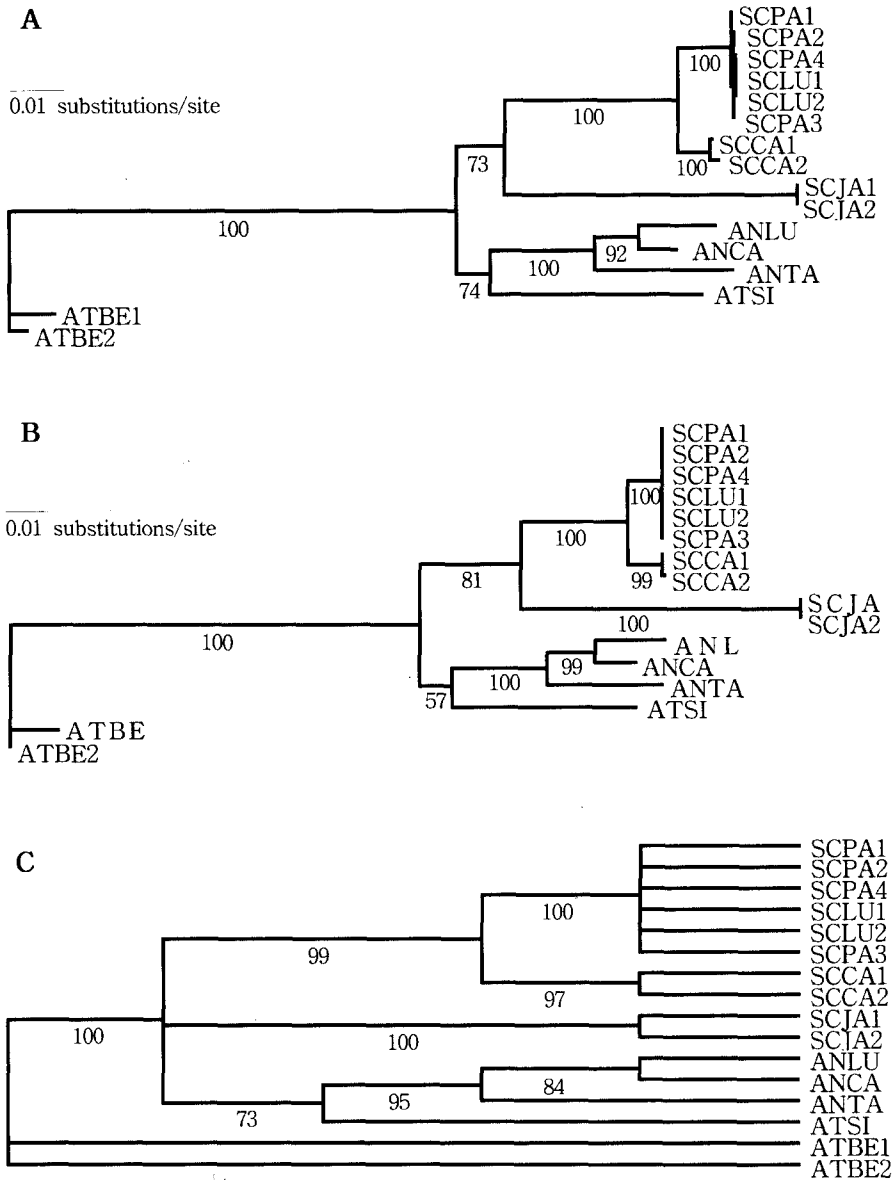 A
SCPA1
SCPA2
SCPA4
100
SCLU1
0.01 substitutions/site
SCLU2
100
SCPA3
SCCA1
73
100
SCCA2
SCJA1
SCJA2
100
ANLU
92
ANCA
100
ANTA
74
ATSI
ATBE1
ATBE2
B
SCPA1
SCPA2
SCPA4
100
SCLU1
0.01 substitutions/site
SCLU2
100
SCPA3
SCCA1
81
99
SCCA2
SCJA
100
SCJA2
100
ANL
99
ANCA
100
ANTA
57
ATSI
ATBE
ATBE2
C
SCPA1
SCPA2
SCPA4
100
SCLU1
SCLU2
99
SCPA3
SCCA1
97
SCCA2
SCJA1
100
100
SCJA2
ANLU
84
ANCA
95
ANTA
73
ATSI
ATBE1
ATBE2